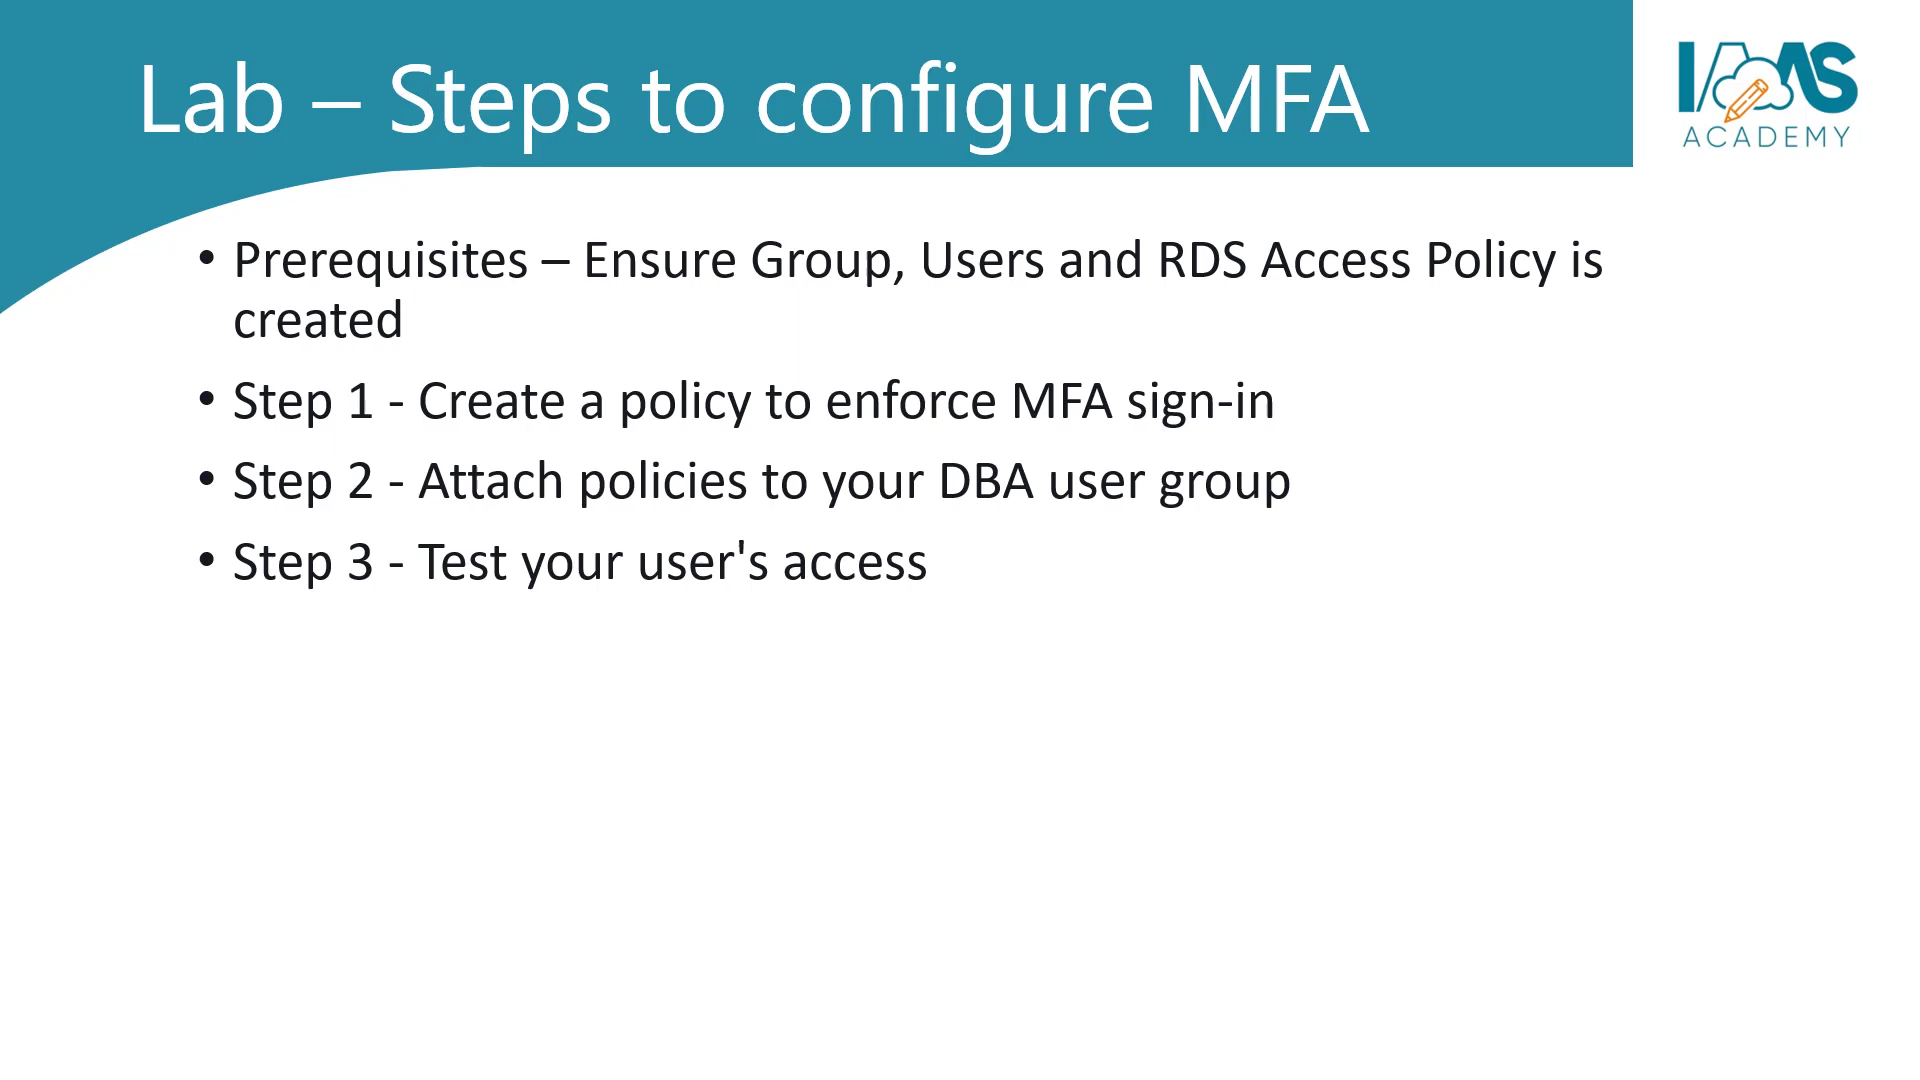 Lab – Steps to configure MFA
IAAS
ACADEMY
• Prerequisites – Ensure Group, Users and RDS Access Policy is
created
• Step 1 - Create a policy to enforce MFA sign-in
• Step 2 - Attach policies to your DBA user group
• Step 3 - Test your user's access